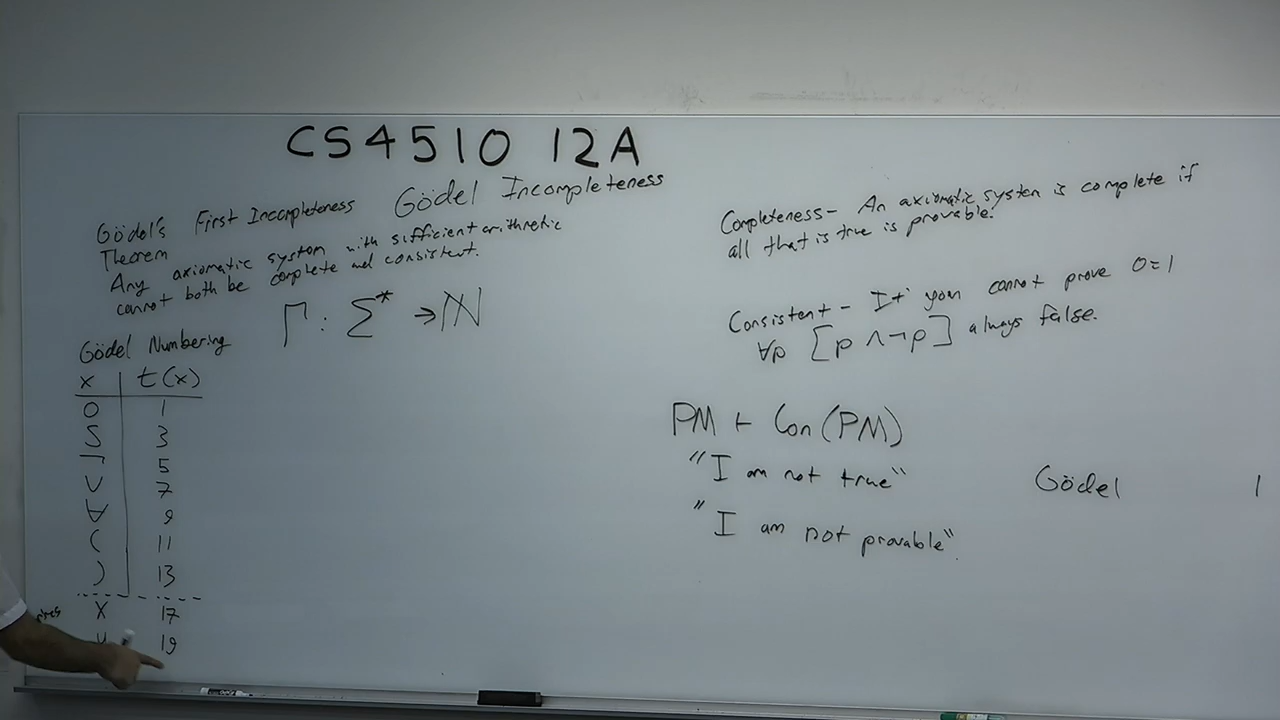 CS4510 12A
Gödel Incompleteness
Gödel's First Incompleteness
Theorem
Any axiomatic system with sufficient arithmetic
cannot both be complete and consistent.
Γ: Σ* → ℕ
Gödel Numbering
x | t(x)
0 1
S 3
¬ 5
∨ 7
∀ 9
( 11
) 13
x 17
y 19
Completeness - An axiomatic system is complete if
all that is true is provable.
Consistent - If you cannot prove 0=1
∀p [p ∧ ¬p] always false.
PM ⊢ Con(PM)
"I am not true"
"I am not provable"
Gödel 1